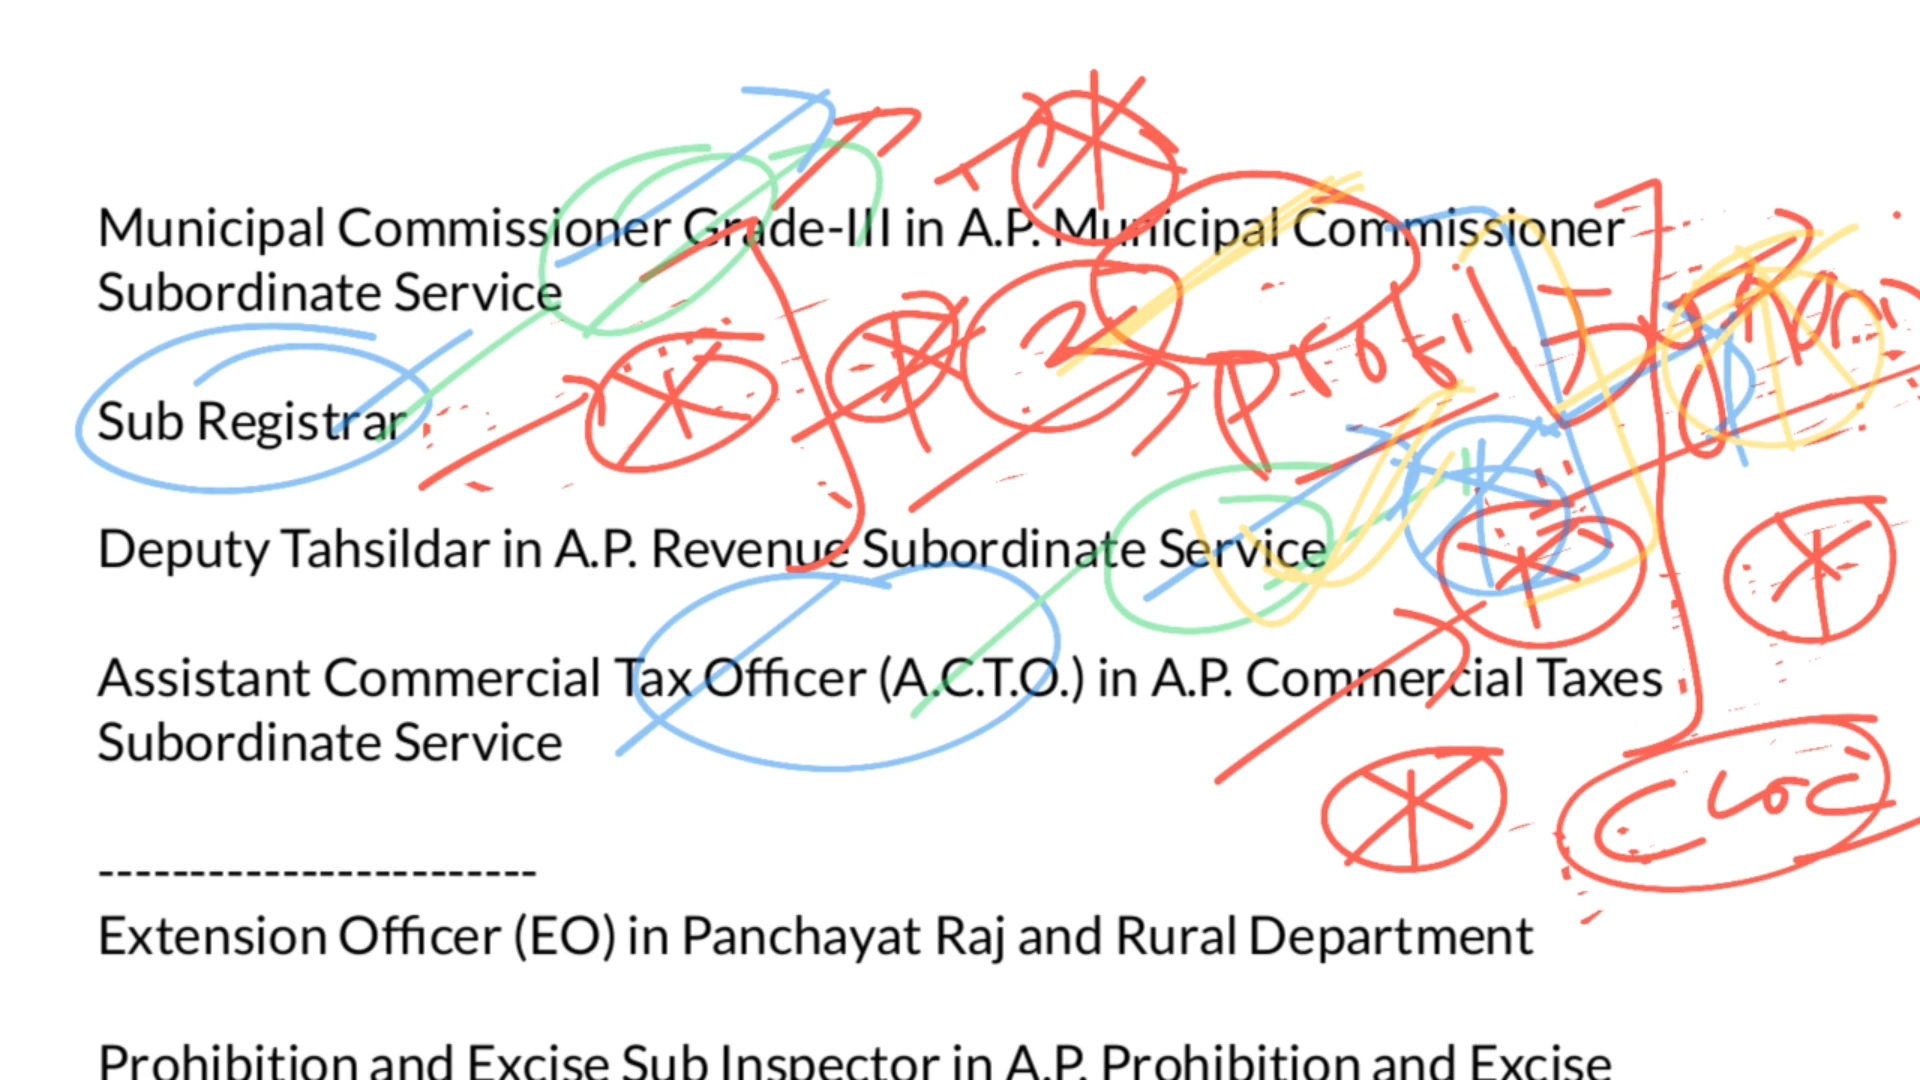 Municipal Commissioner Grade-III in A.P. Municipal Commissioner
Subordinate Service
2
Sub Registrar
Deputy Tahsildar in A.P. Revenue Subordinate Service
Assistant Commercial Tax Officer (A.C.T.O.) in A.P. Commercial Taxes
Subordinate Service
------------------------
Extension Officer (EO) in Panchayat Raj and Rural Department
Prohibition and Excise Sub Inspector in A.P. Prohibition and Excise